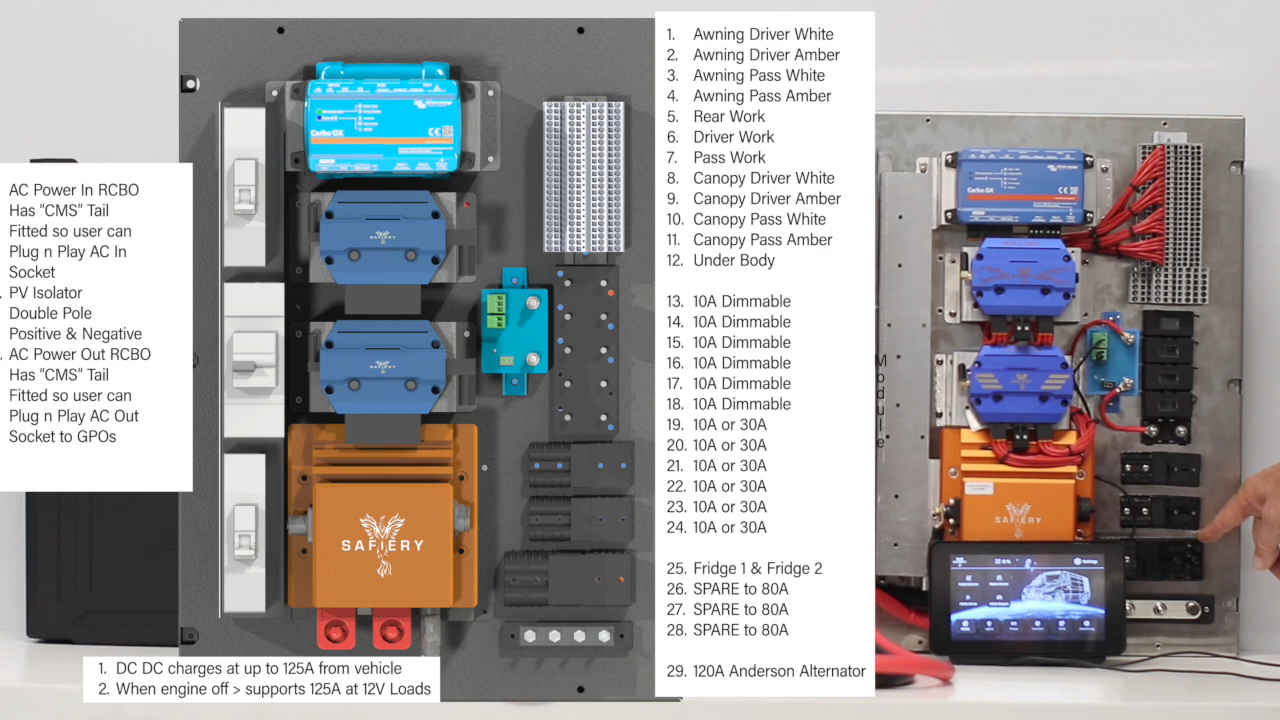 AC Power In RCBO
Has "CMS" Tail
Fitted so user can
Plug n Play AC In
Socket
PV Isolator
Double Pole
Positive & Negative
AC Power Out RCBO
Has "CMS" Tail
Fitted so user can
Plug n Play AC Out
Socket to GPOs
Cerbo GX
SAFIERY
SAFIERY
SAFIERY
1. DC DC charges at up to 125A from vehicle
2. When engine off > supports 125A at 12V Loads
1. Awning Driver White
2. Awning Driver Amber
3. Awning Pass White
4. Awning Pass Amber
5. Rear Work
6. Driver Work
7. Pass Work
8. Canopy Driver White
9. Canopy Driver Amber
10. Canopy Pass White
11. Canopy Pass Amber
12. Under Body
13. 10A Dimmable
14. 10A Dimmable
15. 10A Dimmable
16. 10A Dimmable
17. 10A Dimmable
18. 10A Dimmable
19. 10A or 30A
20. 10A or 30A
21. 10A or 30A
22. 10A or 30A
23. 10A or 30A
24. 10A or 30A
25. Fridge 1 & Fridge 2
26. SPARE to 80A
27. SPARE to 80A
28. SPARE to 80A
29. 120A Anderson Alternator
Module
Cerbo GX
SAFIERY
SAFIERY
Settings